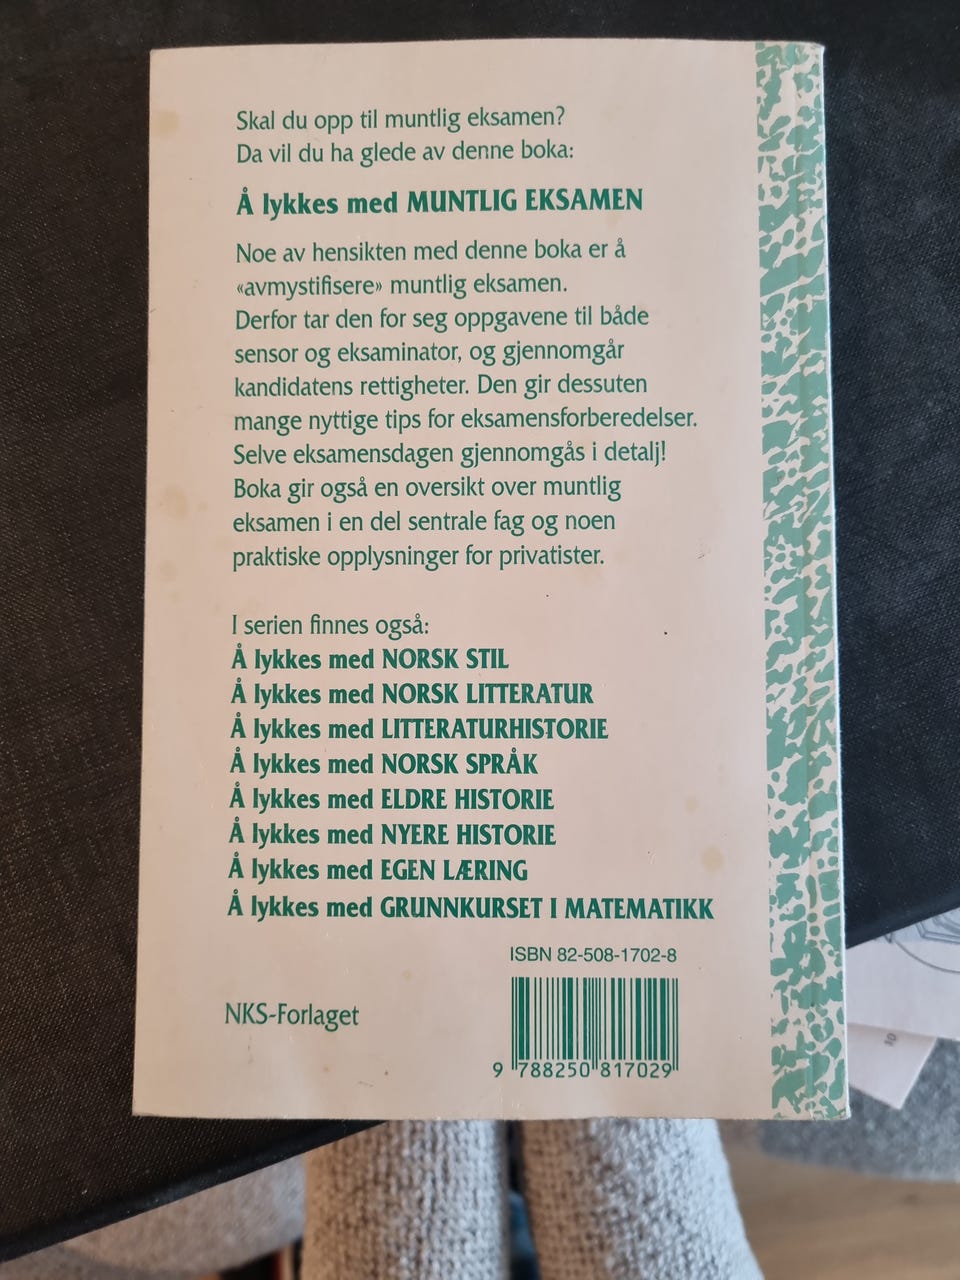 Skal du opp til muntlig eksamen?
Da vil du ha glede av denne boka:
Å lykkes med MUNTLIG EKSAMEN
Noe av hensikten med denne boka er å
«avmystifisere» muntlig eksamen.
Derfor tar den for seg oppgavene til både
sensor og eksaminator, og gjennomgår
kandidatens rettigheter. Den gir dessuten
mange nyttige tips for eksamensforberedelser.
Selve eksamensdagen gjennomgås i detalj!
Boka gir også en oversikt over muntlig
eksamen i en del sentrale fag og noen
praktiske opplysninger for privatister.
I serien finnes også:
Å lykkes med NORSK STIL
Å lykkes med NORSK LITTERATUR
Å lykkes med LITTERATURHISTORIE
Å lykkes med NORSK SPRÅK
Å lykkes med ELDRE HISTORIE
Å lykkes med NYERE HISTORIE
Å lykkes med EGEN LÆRING
Å lykkes med GRUNNKURSET I MATEMATIKK
ISBN 82-508-1702-8
NKS-Forlaget
9 788250 817029